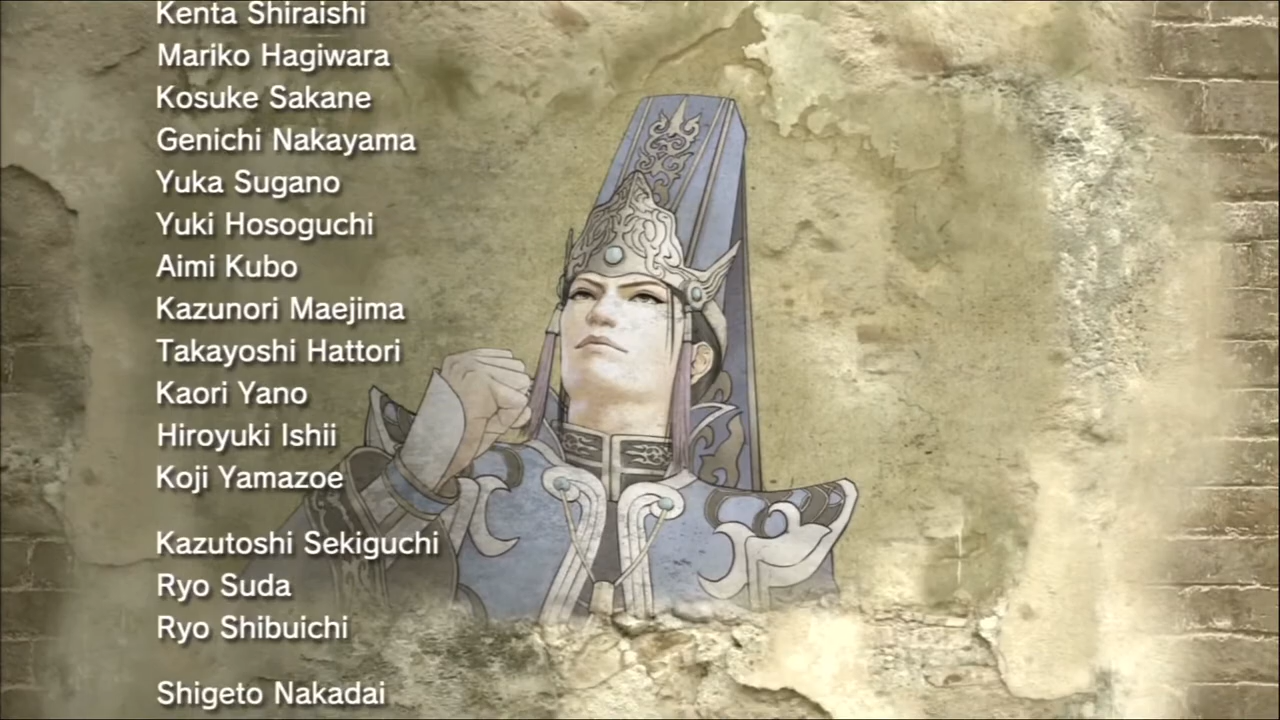 Kenta Shiraishi
Mariko Hagiwara
Kosuke Sakane
Genichi Nakayama
Yuka Sugano
Yuki Hosoguchi
Aimi Kubo
Kazunori Maejima
Takayoshi Hattori
Kaori Yano
Hiroyuki Ishii
Koji Yamazoe
Kazutoshi Sekiguchi
Ryo Suda
Ryo Shibuichi
Shigeto Nakadai